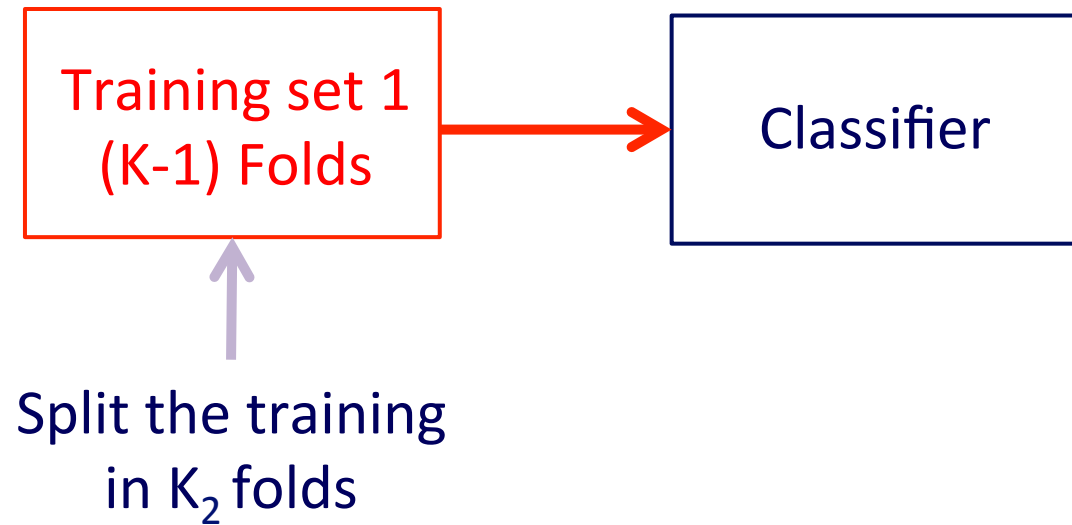 Training set 1
(K-1) Folds
Classifier
Split the training
in K₂ folds